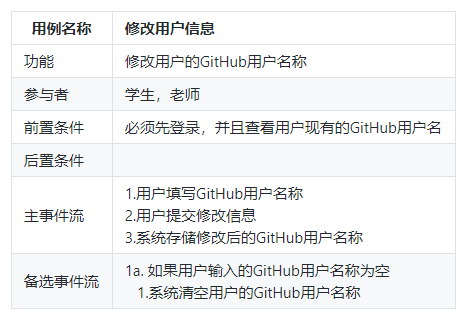 用例名称 修改用户信息
功能 修改用户的GitHub用户名称
参与者 学生，老师
前置条件 必须先登录，并且查看用户现有的GitHub用户名
后置条件
主事件流 1.用户填写GitHub用户名称
2.用户提交修改信息
3.系统存储修改后的GitHub用户名称
备选事件流 1a. 如果用户输入的GitHub用户名称为空
1.系统清空用户的GitHub用户名称